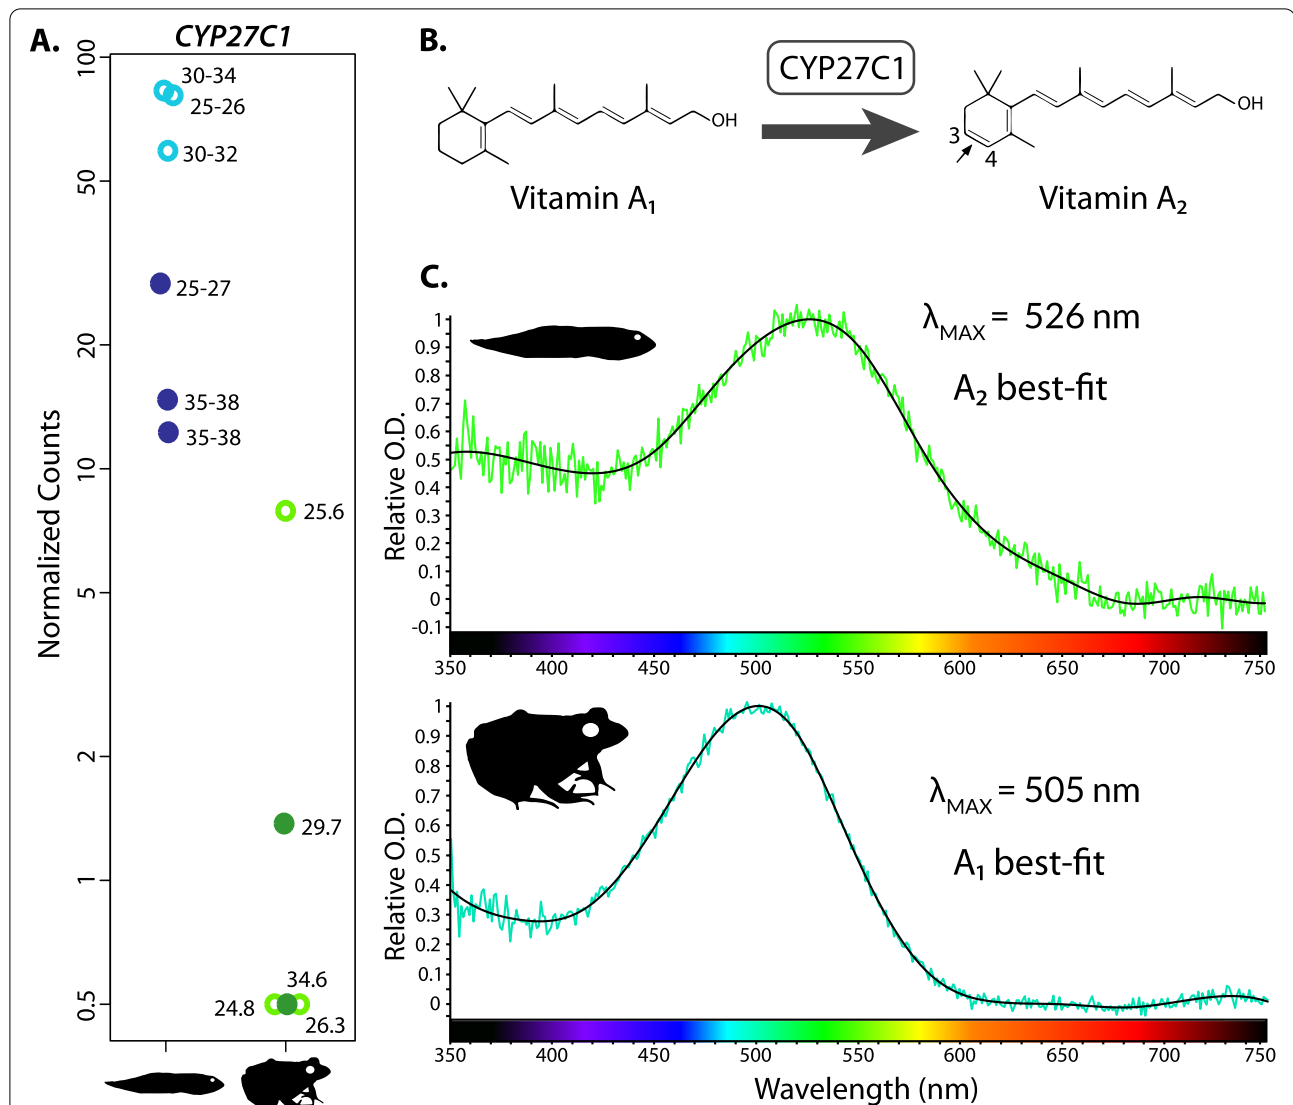 A.
CYP27C1
100
50
20
10
5
2
1
0.5
Normalized Counts
30-34
25-26
30-32
25-27
35-38
35-38
25.6
29.7
34.6
24.8
26.3
B.
CYP27C1
OH
Vitamin A₁
OH
3
4
Vitamin A₂
C.
λMAX = 526 nm
A₂ best-fit
Relative O.D.
1
0.9
0.8
0.7
0.6
0.5
0.4
0.3
0.2
0.1
0
-0.1
350 400 450 500 550 600 650 700 750
λMAX = 505 nm
A₁ best-fit
Relative O.D.
1
0.9
0.8
0.7
0.6
0.5
0.4
0.3
0.2
0.1
0
350 400 450 500 550 600 650 700 750
Wavelength (nm)